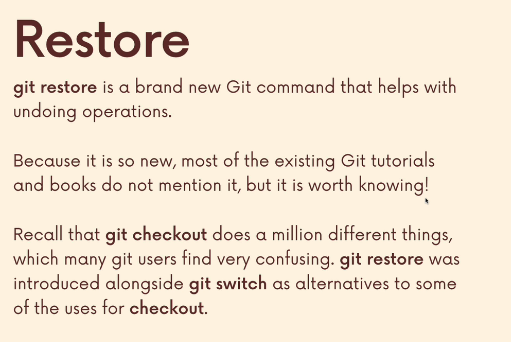 Restore
git restore is a brand new Git command that helps with
undoing operations.
Because it is so new, most of the existing Git tutorials
and books do not mention it, but it is worth knowing!
Recall that git checkout does a million different things,
which many git users find very confusing. git restore was
introduced alongside git switch as alternatives to some
of the uses for checkout.